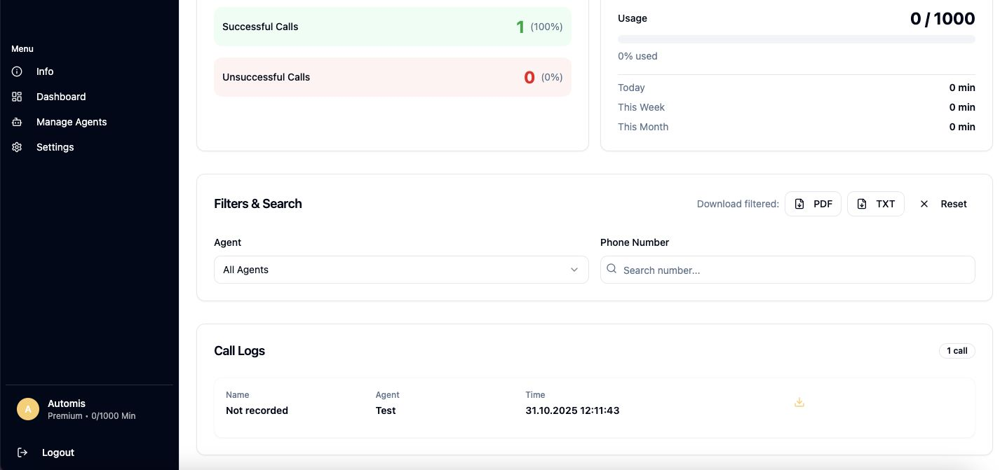 Menu
Info
Dashboard
Manage Agents
Settings
A
Automis
Premium • 0/1000 Min
Logout
Successful Calls 1 (100%)
Unsuccessful Calls 0 (0%)
Usage 0 / 1000
0% used
Today 0 min
This Week 0 min
This Month 0 min
Filters & Search Download filtered: PDF TXT Reset
Agent Phone Number
All Agents Search number...
Call Logs 1 call
Name Agent Time
Not recorded Test 31.10.2025 12:11:43